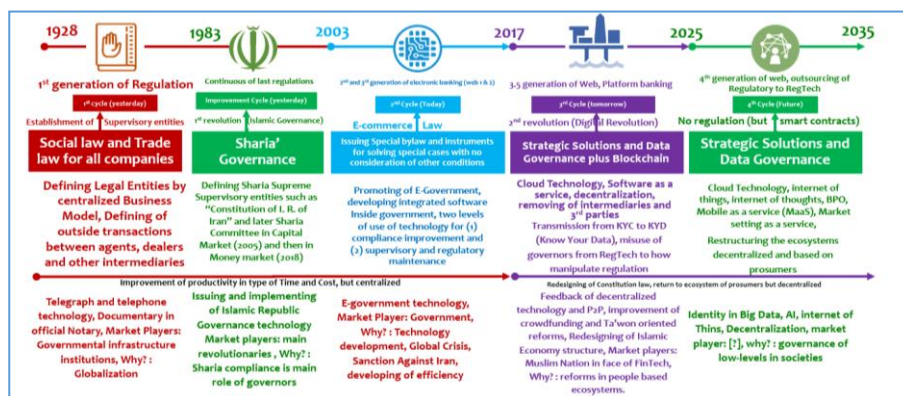 1928
1983
2003
2017
2025
2035
1st generation of Regulation
1st cycle (yesterday)
Establishment of Supervisory entities
Social law and Trade
law for all companies
Defining Legal Entities by
centralized Business
Model, Defining of
outside transactions
between agents, dealers
and other intermediaries
Continuous of last regulations
Improvement Cycle (yesterday)
1st revolution (Islamic Governance)
Sharia'
Governance
Defining Sharia Supreme
Supervisory entities such as
"Constitution of I. R. of
Iran" and later Sharia
Committee in Capital
Market (2005) and then in
Money market (2018)
2nd and 3rd generation of electronic banking (web 1 & 2)
2nd Cycle (Today)
E-commerce Law
Issuing Special bylaw and instruments
for solving special cases with no
consideration of other conditions
Promoting of E-Government,
developing integrated software
Inside government, two levels
of use of technology for (1)
compliance improvement and
(2) supervisory and regulatory
maintenance
3.5 generation of Web, Platform banking
3rd Cycle (tomorrow)
2nd revolution (Digital Revolution)
Strategic Solutions and Data
Governance plus Blockchain
Cloud Technology, Software as a
service, decentralization,
removing of intermediaries and
3rd parties
Transmission from KYC to KYD
(Know Your Data), misuse of
governors from RegTech to how
manipulate regulation
4th generation of web, outsourcing of
Regulatory to RegTech
4th Cycle (Future)
No regulation (but smart contracts)
Strategic Solutions and
Data Governance
Cloud Technology, internet of
things, internet of thoughts, BPO,
Mobile as a service (MaaS), Market
setting as a service,
Restructuring the ecosystems
decentralized and based on
prosumers
Improvement of productivity in type of Time and Cost, but centralized
Redesigning of Constitution law, return to ecosystem of prosumers but decentralized
Telegraph and telephone
technology, Documentary in
official Notary, Market Players:
Governmental infrastructure
institutions, Why? :
Globalization
Issuing and implementing
of Islamic Republic
Governance technology
Market players: main
revolutionaries , Why? :
Sharia compliance is main
role of governors
E-government technology,
Market Player: Government,
Why? : Technology
development, Global Crisis,
Sanction Against Iran,
developing of efficiency
Feedback of decentralized
technology and P2P, Improvement of
crowdfunding and Ta'won oriented
reforms, Redesigning of Islamic
Economy structure, Market players:
Muslim Nation in face of FinTech,
Why? : reforms in people based
ecosystems.
Identity in Big Data, AI, internet of
Thins, Decentralization, market
player: [?], why? : governance of
low-levels in societies